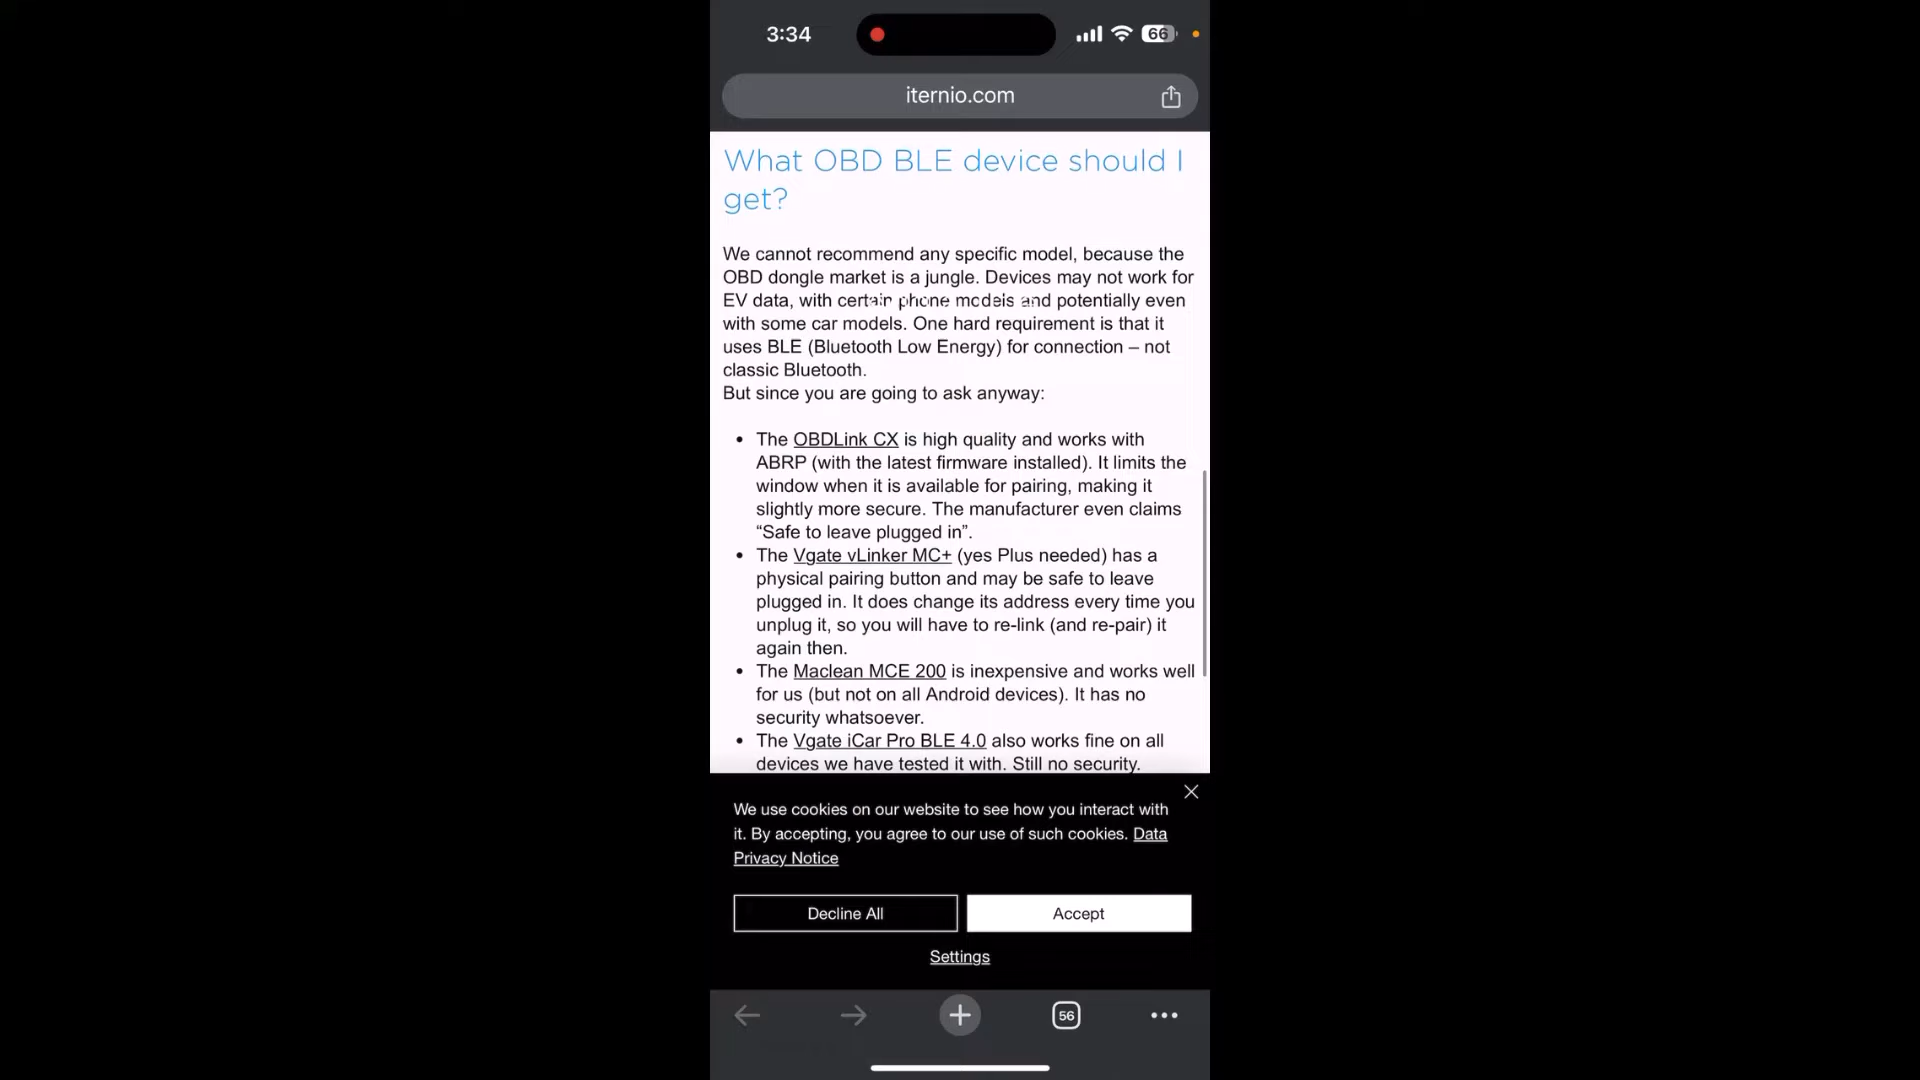 3:34
66
iternio.com
What OBD BLE device should I
get?
We cannot recommend any specific model, because the
OBD dongle market is a jungle. Devices may not work for
EV data, with certain phone models and potentially even
with some car models. One hard requirement is that it
uses BLE (Bluetooth Low Energy) for connection – not
classic Bluetooth.
But since you are going to ask anyway:
• The OBDLink CX is high quality and works with
ABRP (with the latest firmware installed). It limits the
window when it is available for pairing, making it
slightly more secure. The manufacturer even claims
“Safe to leave plugged in”.
• The Vgate vLinker MC+ (yes Plus needed) has a
physical pairing button and may be safe to leave
plugged in. It does change its address every time you
unplug it, so you will have to re-link (and re-pair) it
again then.
• The Maclean MCE 200 is inexpensive and works well
for us (but not on all Android devices). It has no
security whatsoever.
• The Vgate iCar Pro BLE 4.0 also works fine on all
devices we have tested it with. Still no security.
We use cookies on our website to see how you interact with
it. By accepting, you agree to our use of such cookies. Data
Privacy Notice
Decline All
Accept
Settings
56